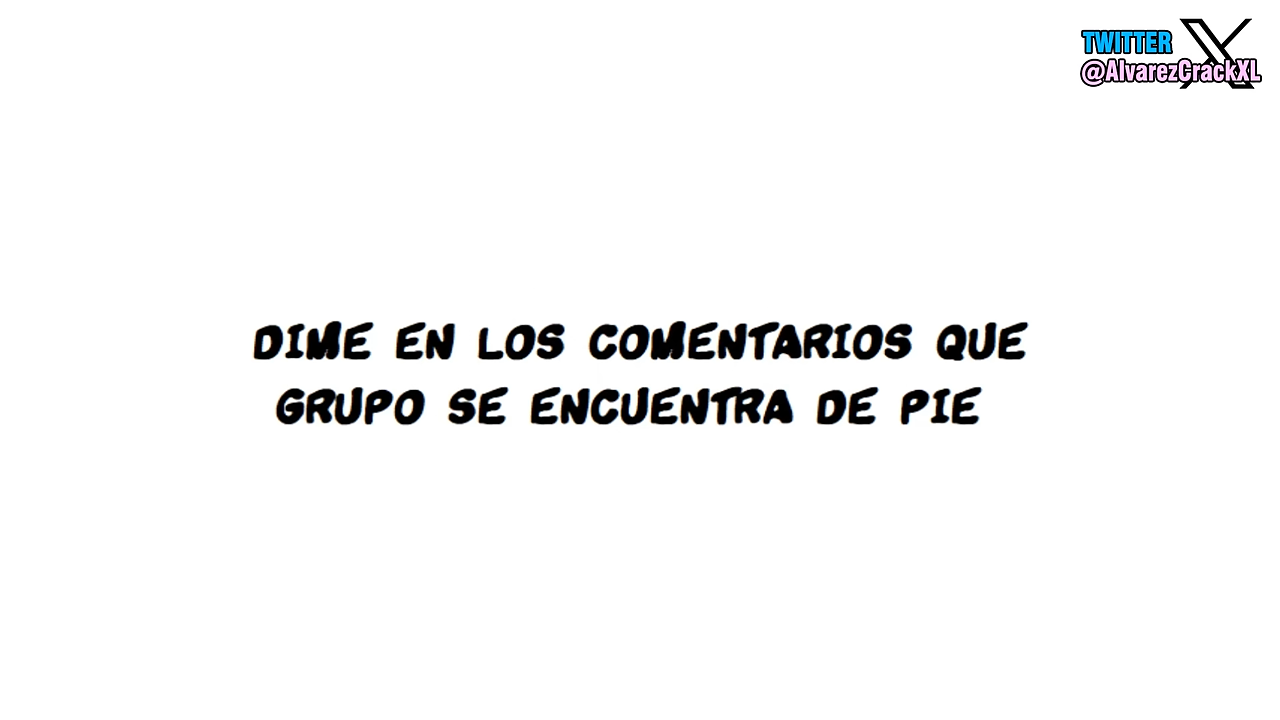 TWITTER
@AlvarezCrackXL
DIME EN LOS COMENTARIOS QUE
GRUPO SE ENCUENTRA DE PIE